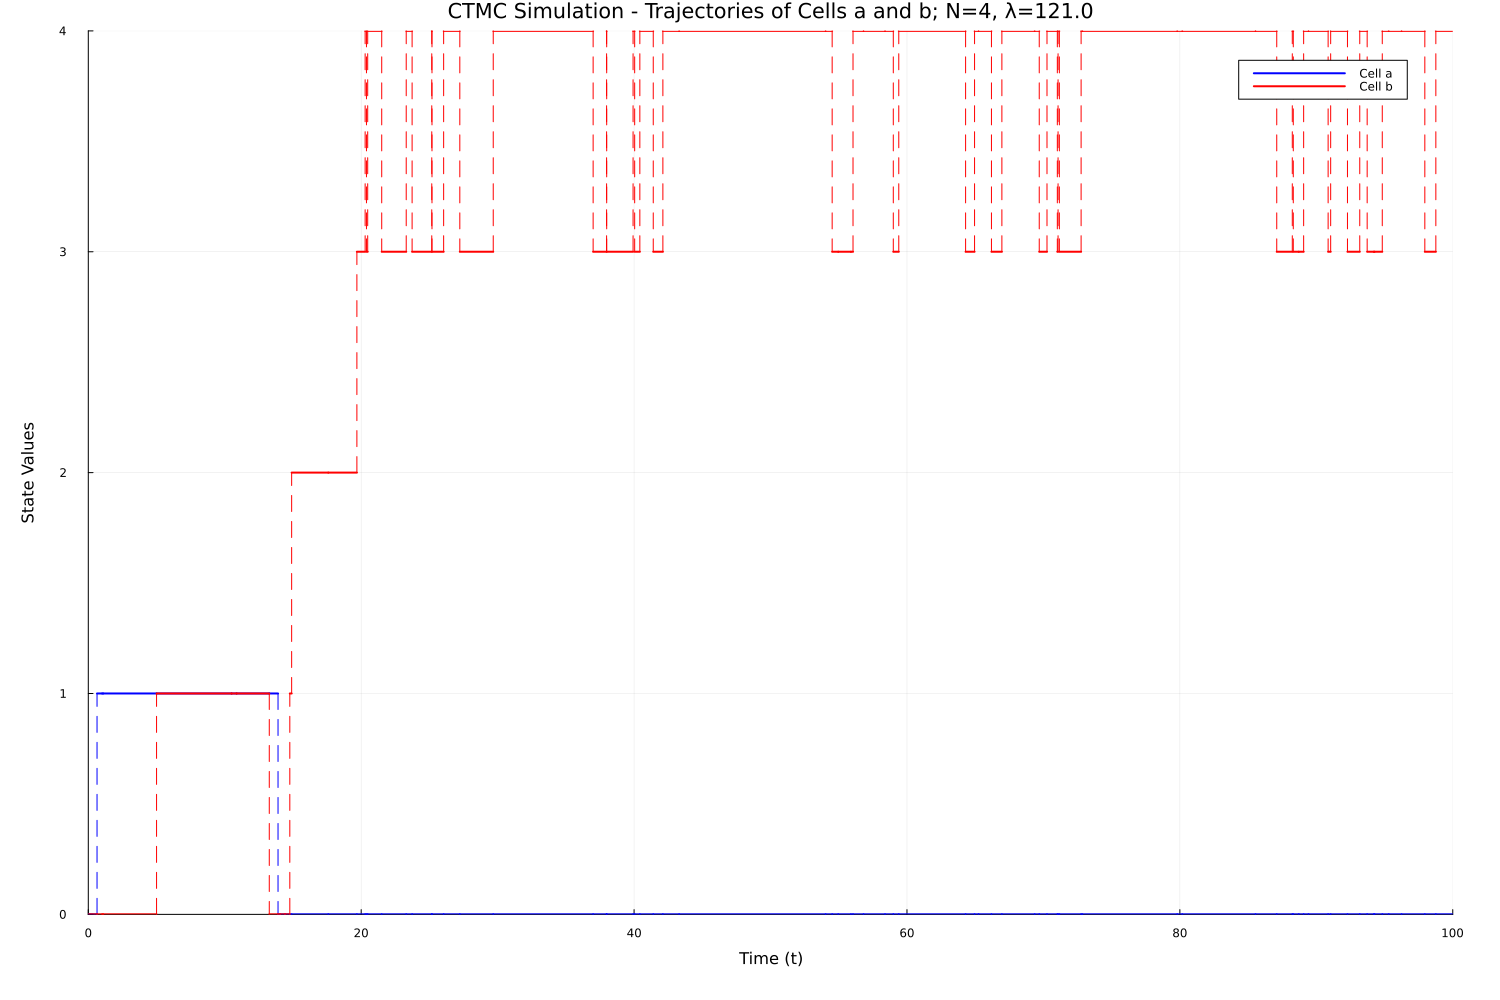 CTMC Simulation - Trajectories of Cells a and b; N=4, λ=121.0
4
Cell a
Cell b
3
State Values
2
1
0
0 20 40 60 80 100
Time (t)